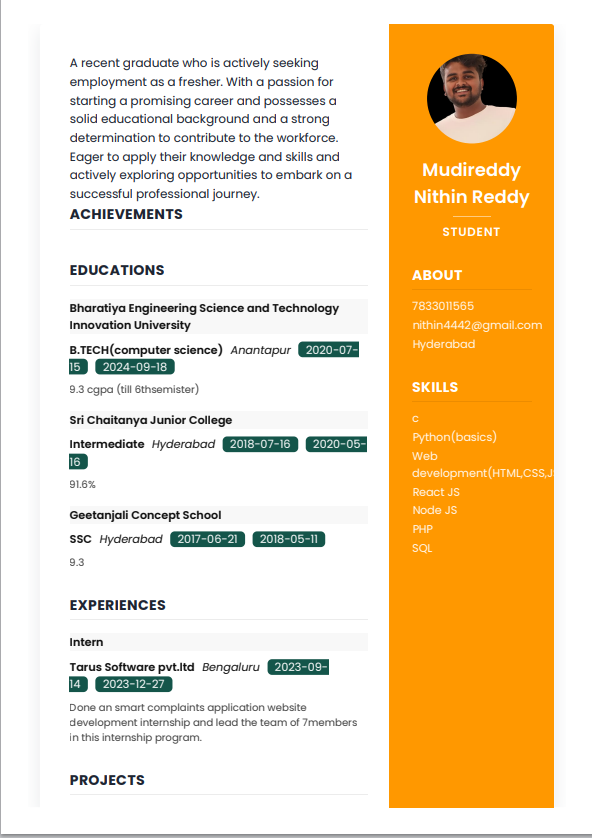 A recent graduate who is actively seeking
employment as a fresher. With a passion for
starting a promising career and possesses a
solid educational background and a strong
determination to contribute to the workforce.
Eager to apply their knowledge and skills and
actively exploring opportunities to embark on a
successful professional journey.
ACHIEVEMENTS
EDUCATIONS
Bharatiya Engineering Science and Technology
Innovation University
B.TECH(computer science) Anantapur 2020-07-
15 2024-09-18
9.3 cgpa (till 6thsemister)
Sri Chaitanya Junior College
Intermediate Hyderabad 2018-07-16 2020-05-
16
91.6%
Geetanjali Concept School
SSC Hyderabad 2017-06-21 2018-05-11
9.3
EXPERIENCES
Intern
Tarus Software pvt.ltd Bengaluru 2023-09-
14 2023-12-27
Done an smart complaints application website
development internship and lead the team of 7members
in this internship program.
PROJECTS
Mudireddy
Nithin Reddy
STUDENT
ABOUT
7833011565
nithin4442@gmail.com
Hyderabad
SKILLS
c
Python(basics)
Web
development(HTML,CSS,J
React JS
Node JS
PHP
SQL